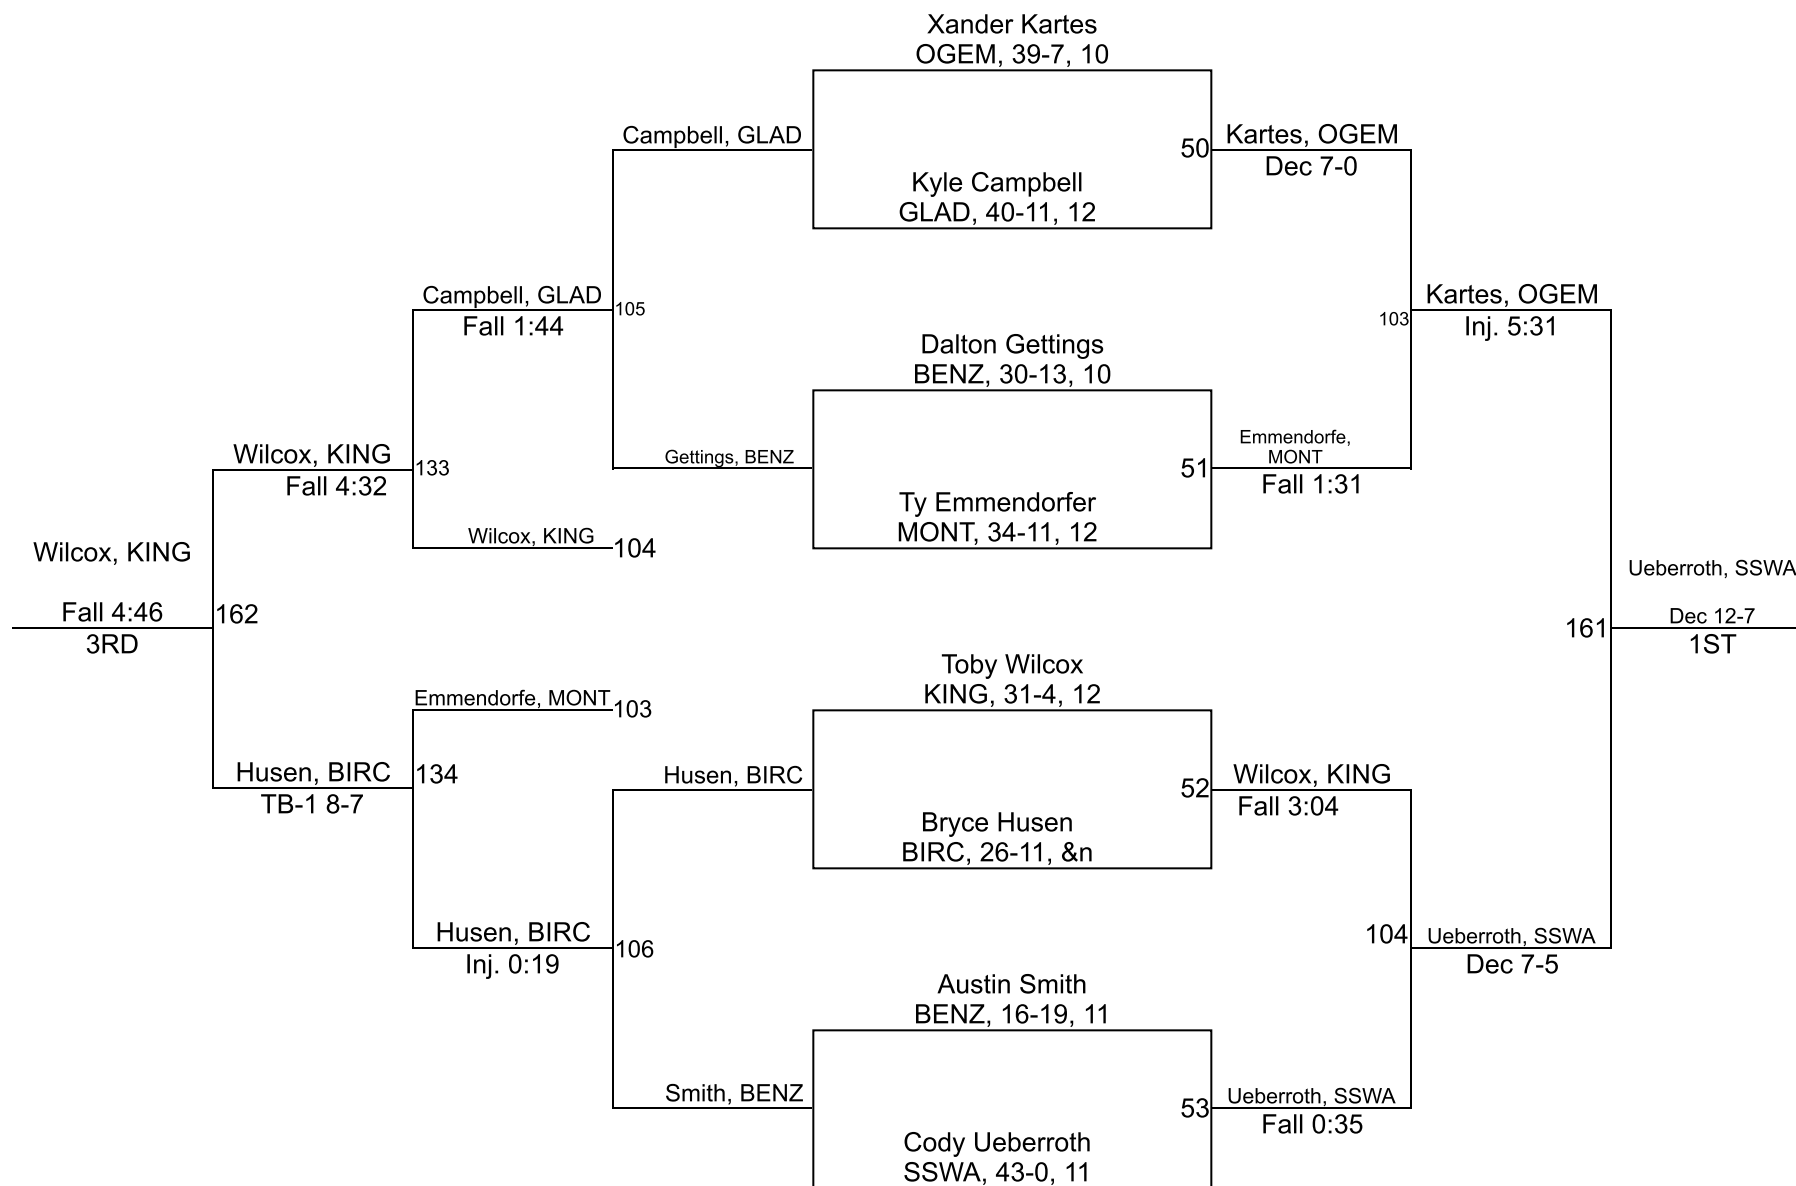 Xander Kartes
OGEM, 39-7, 10
Campbell, GLAD
50
Kartes, OGEM
Dec 7-0
Kyle Campbell
GLAD, 40-11, 12
Campbell, GLAD
Fall 1:44
105
103
Kartes, OGEM
Inj. 5:31
Dalton Gettings
BENZ, 30-13, 10
Gettings, BENZ
51
Emmendorfe,
MONT
Fall 1:31
Ty Emmendorfer
MONT, 34-11, 12
Wilcox, KING
Fall 4:32
133
Wilcox, KING
104
Wilcox, KING
Fall 4:46
3RD
162
Ueberroth, SSWA
161
Dec 12-7
1ST
Toby Wilcox
KING, 31-4, 12
Emmendorfe, MONT
103
Husen, BIRC
TB-1 8-7
134
Husen, BIRC
52
Wilcox, KING
Fall 3:04
Bryce Husen
BIRC, 26-11, &n
Husen, BIRC
Inj. 0:19
106
104
Ueberroth, SSWA
Dec 7-5
Austin Smith
BENZ, 16-19, 11
Smith, BENZ
53
Ueberroth, SSWA
Fall 0:35
Cody Ueberroth
SSWA, 43-0, 11